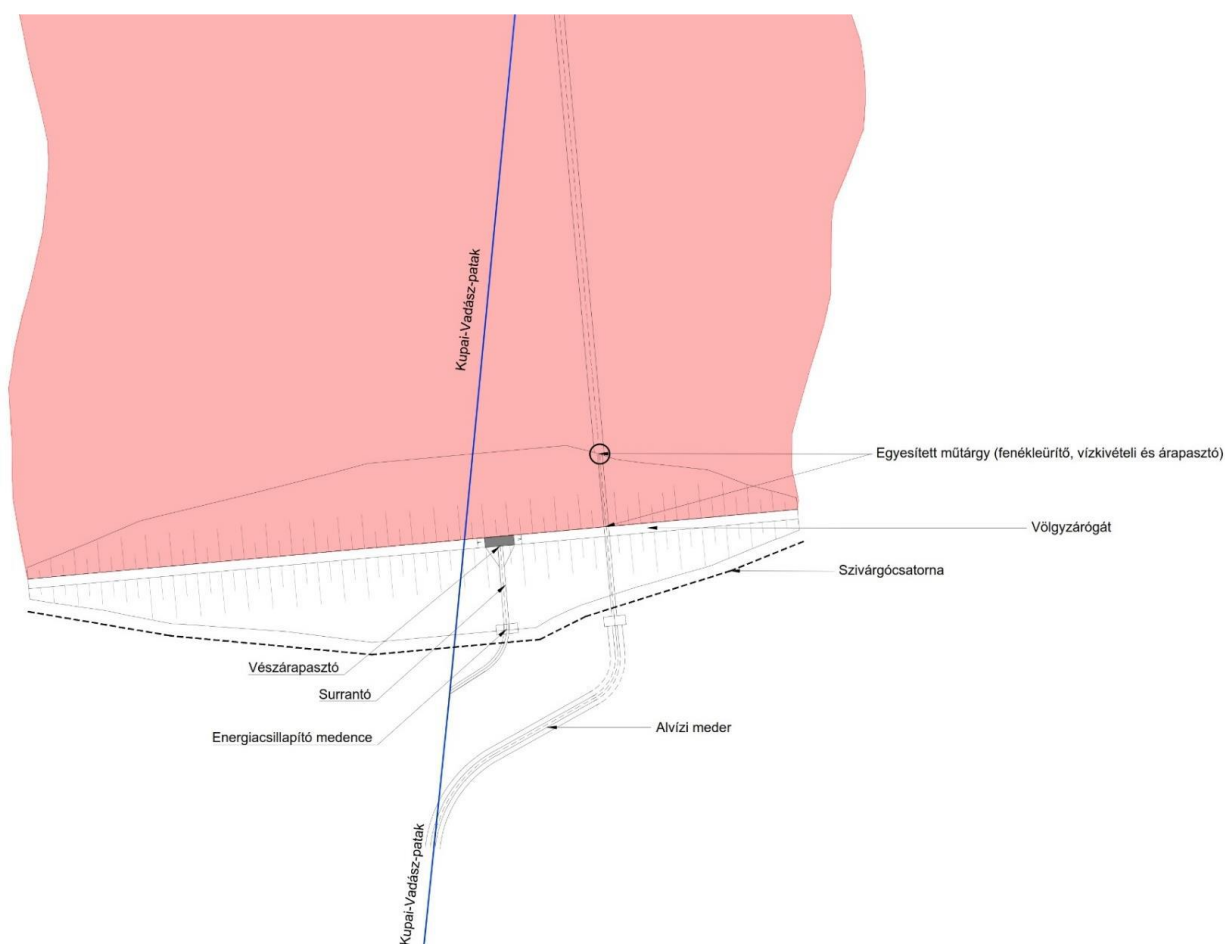 Kupai-Vadász-patak
Egyesített műtárgy (fenékleürítő, vízkivételi és árapasztó)
Völgyzárógát
Szivárgócsatorna
Vészárapasztó
Surrantó
Energiacsillapító medence
Alvízi meder
Kupai-Vadász-patak